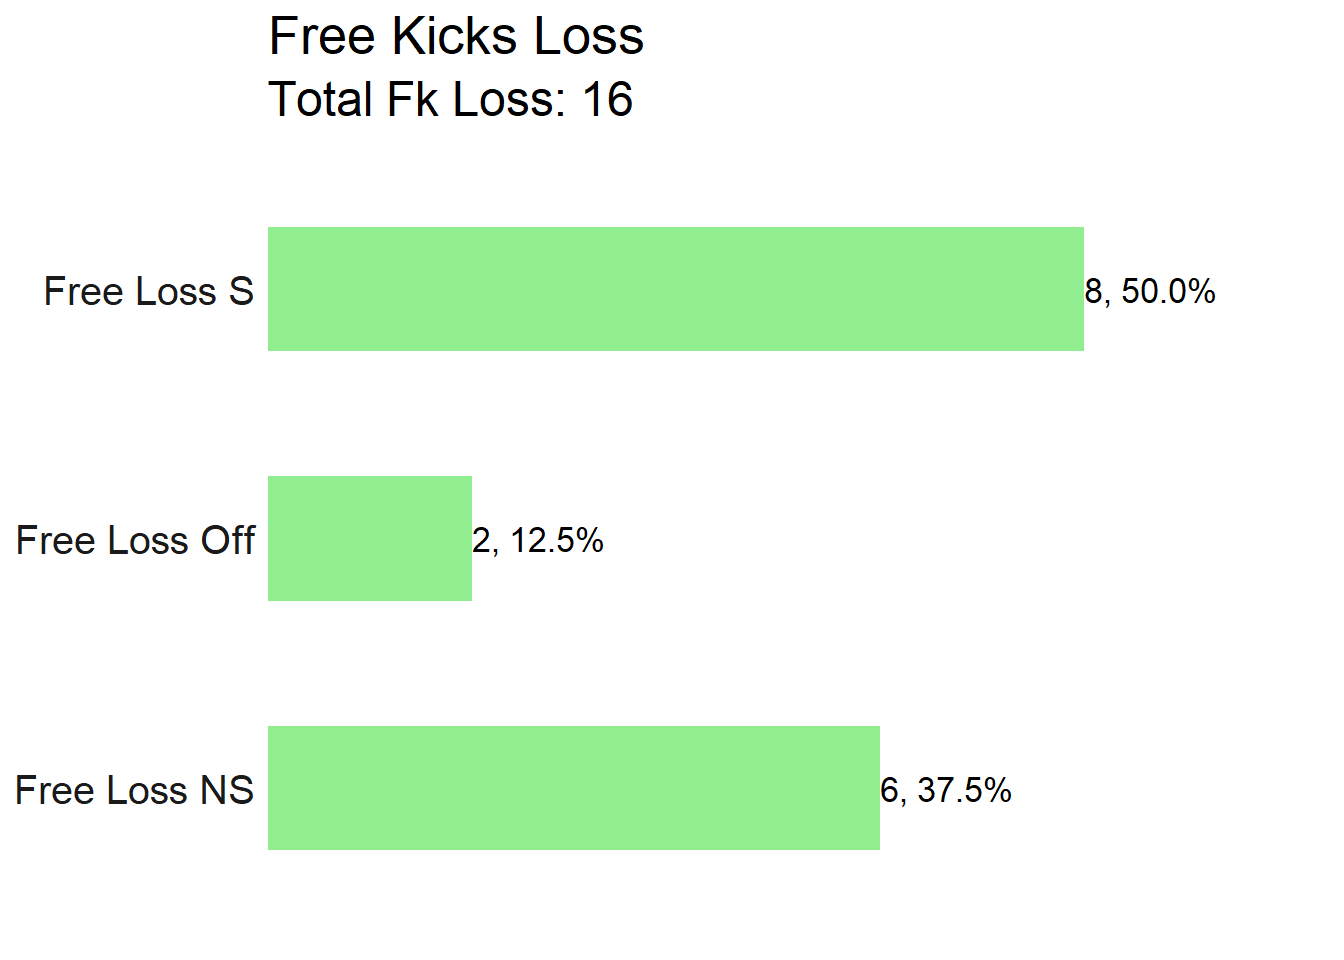 Free Kicks Loss
Total Fk Loss: 16
Free Loss S
8, 50.0%
Free Loss Off
2, 12.5%
Free Loss NS
6, 37.5%